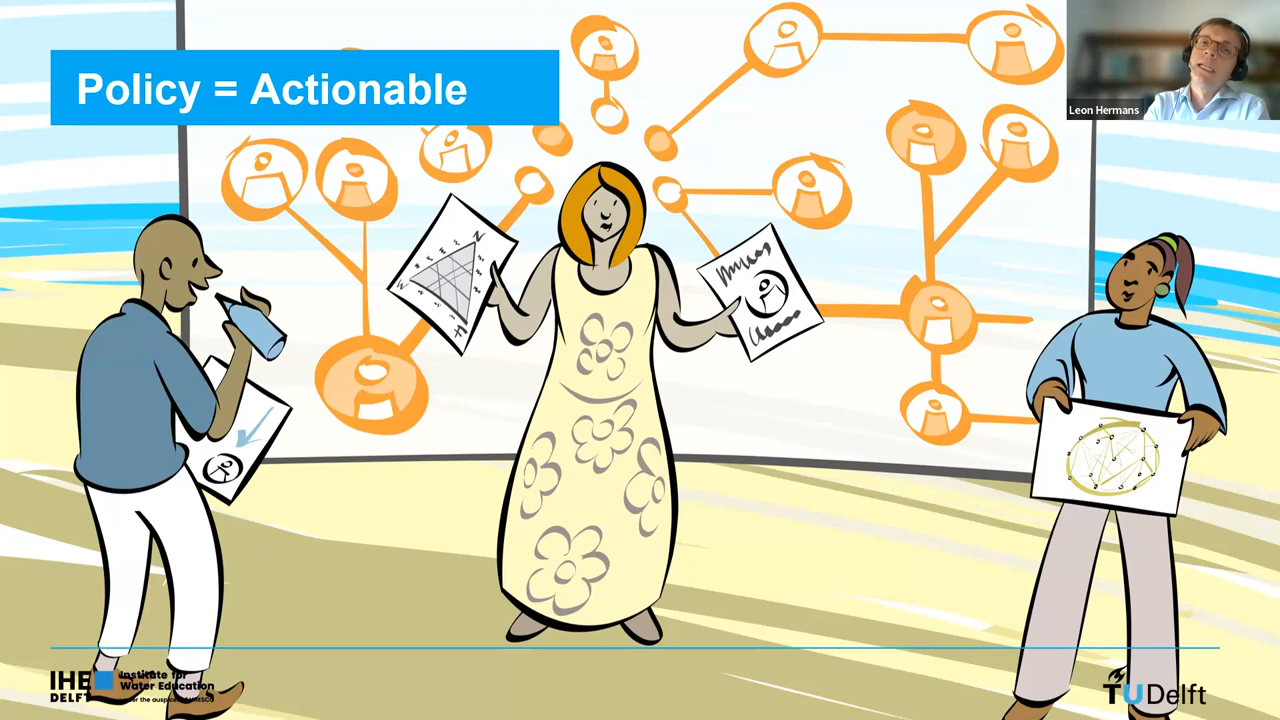 Policy = Actionable
Leon Hermans
N
W
IHE
DELFT
Institute for
Water Education
TUDelft